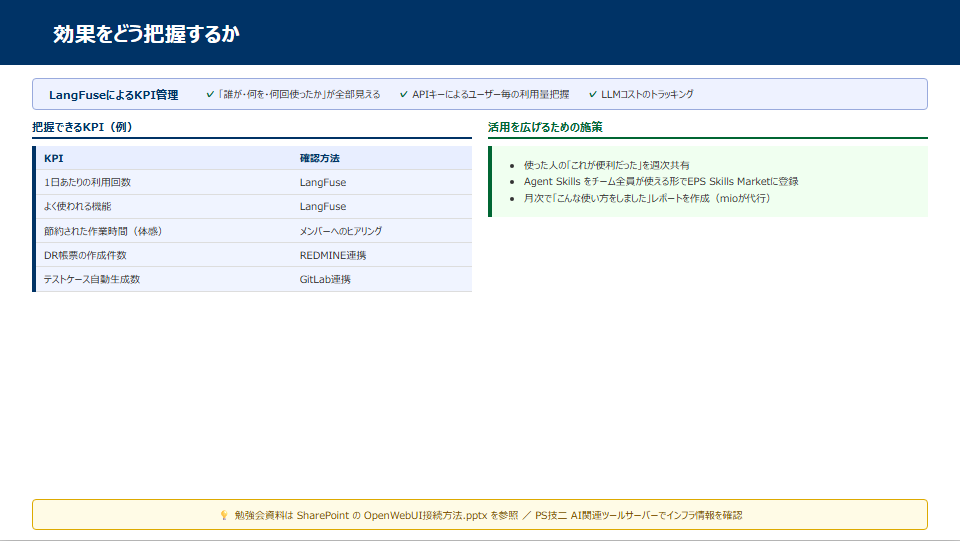 効果をどう把握するか
LangFuseによるKPI管理 ✓ 「誰が・何を・何回使ったか」が全部見える ✓ APIキーによるユーザー毎の利用量把握 ✓ LLMコストのトラッキング
把握できるKPI（例）
KPI 確認方法
1日あたりの利用回数 LangFuse
よく使われる機能 LangFuse
節約された作業時間（体感） メンバーへのヒアリング
DR帳票の作成件数 REDMINE連携
テストケース自動生成数 GitLab連携
活用を広げるための施策
• 使った人の「これが便利だった」を週次共有
• Agent Skills をチーム全員が使える形でEPS Skills Marketに登録
• 月次で「こんな使い方をしました」レポートを作成（mioが代行）
💡 勉強会資料は SharePoint の OpenWebUI接続方法.pptx を参照 ／ PS技二 AI関連ツールサーバーでインフラ情報を確認